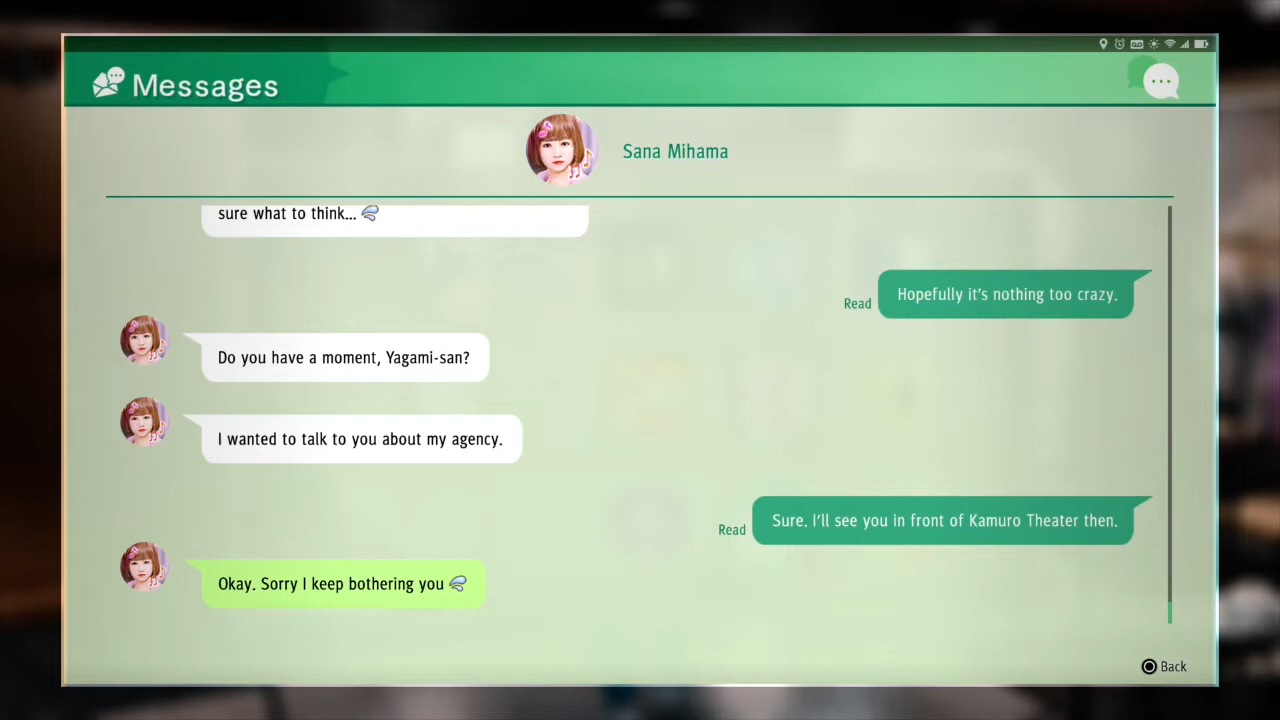 Messages
Sana Mihama
sure what to think...
Hopefully it's nothing too crazy.
Read
Do you have a moment, Yagami-san?
I wanted to talk to you about my agency.
Sure. I'll see you in front of Kamuro Theater then.
Read
Okay. Sorry I keep bothering you
Back